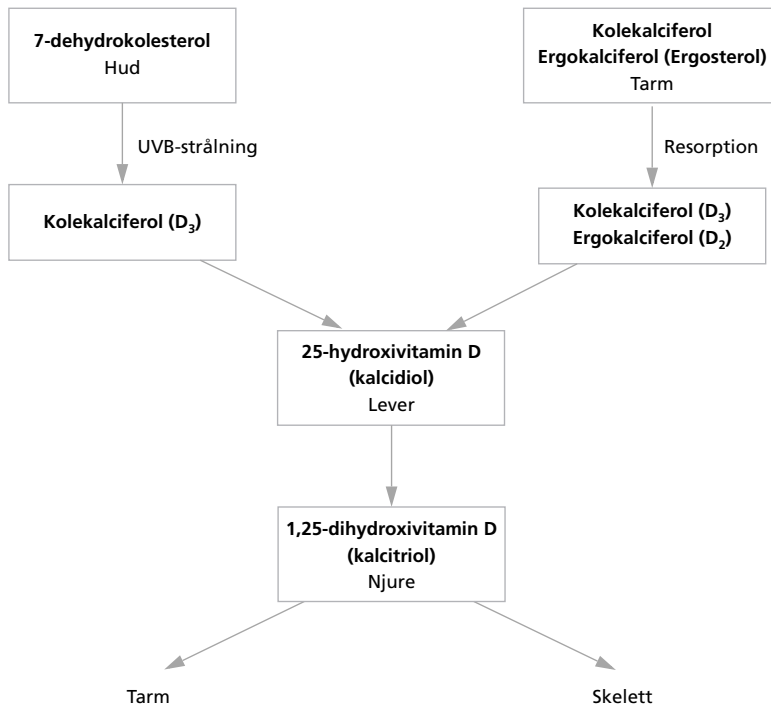 7-dehydrokolesterol
Hud
Kolekalciferol
Ergokalciferol (Ergosterol)
Tarm
UVB-strålning
Resorption
Kolekalciferol (D₃)
Kolekalciferol (D₃)
Ergokalciferol (D₂)
25-hydroxivitamin D
(kalcidiol)
Lever
1,25-dihydroxivitamin D
(kalcitriol)
Njure
Tarm
Skelett